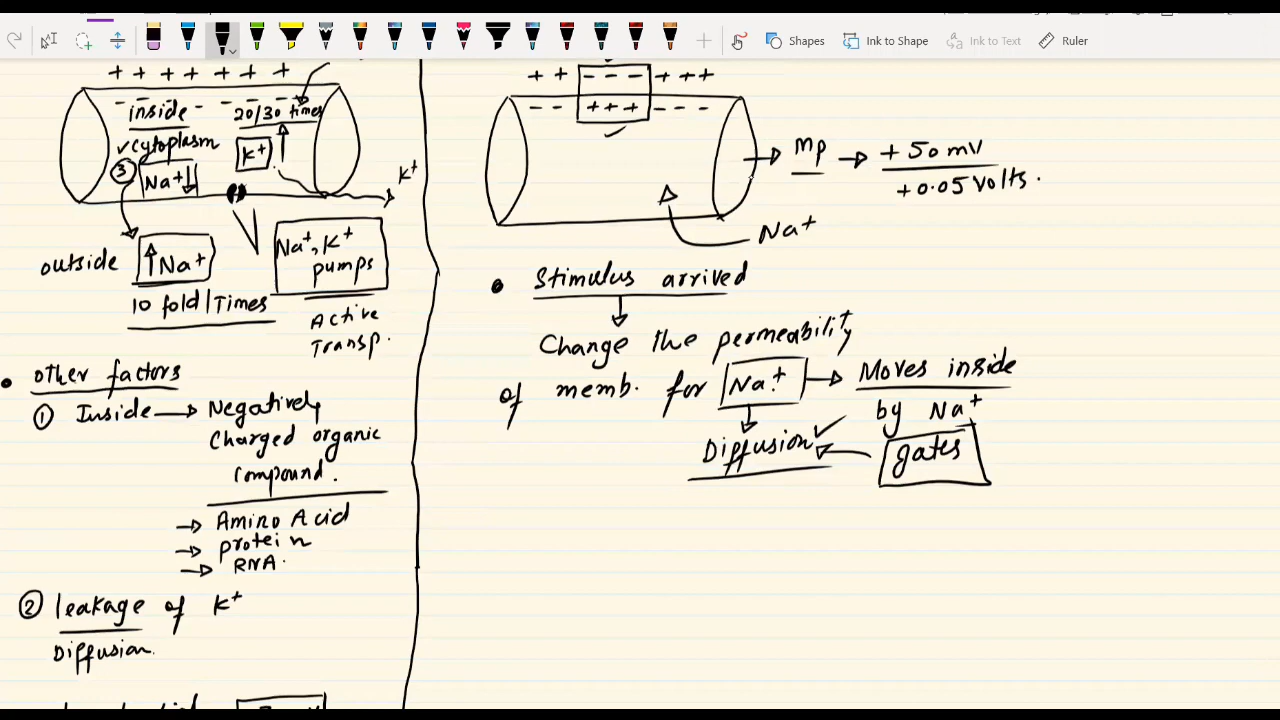 Shapes
Ink to Shape
Ink to Text
Ruler
+ + + + + + +
inside
20/30 times
✓cytoplasm
K+
③
Na+↓
K+
outside
↑Na+
10 fold/Times
Na+, K+
pumps
Active
Transp.
• other factors
① Inside → Negatively
Charged organic
compound.
→ Amino Acid
→ protein
→ RNA.
② leakage of K+
Diffusion.
+ + - - - + + +
- - + + + - - -
✓
→ mp → + 50 mV
+0.05 volts.
Na+
• Stimulus arrived
Change the permeability
of memb. for Na+ → Moves inside
by Na+
Diffusion ✓
gates